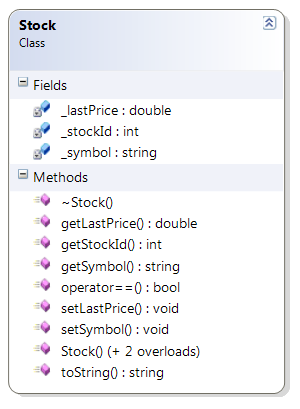 Stock
Class
Fields
_lastPrice : double
_stockId : int
_symbol : string
Methods
~Stock()
getLastPrice() : double
getStockId() : int
getSymbol() : string
operator==() : bool
setLastPrice() : void
setSymbol() : void
Stock() (+ 2 overloads)
toString() : string